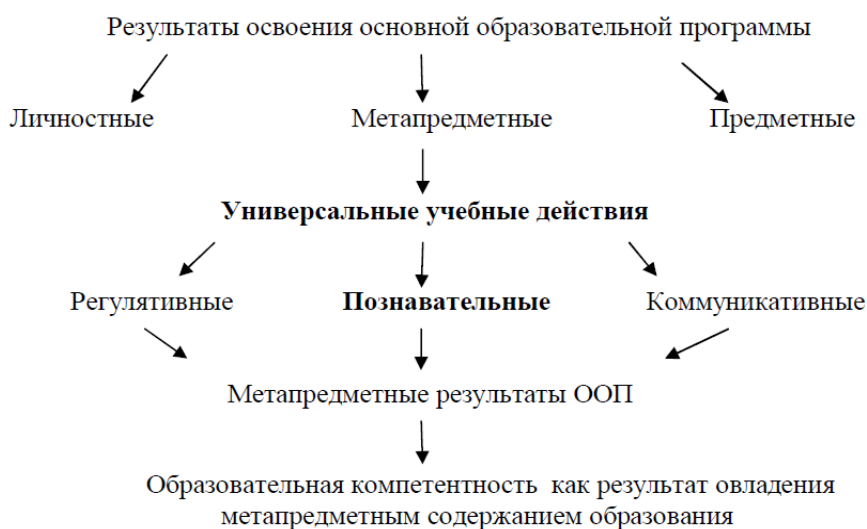 Результаты освоения основной образовательной программы
Личностные Метапредметные Предметные
Универсальные учебные действия
Регулятивные Познавательные Коммуникативные
Метапредметные результаты ООП
Образовательная компетентность как результат овладения
метапредметным содержанием образования